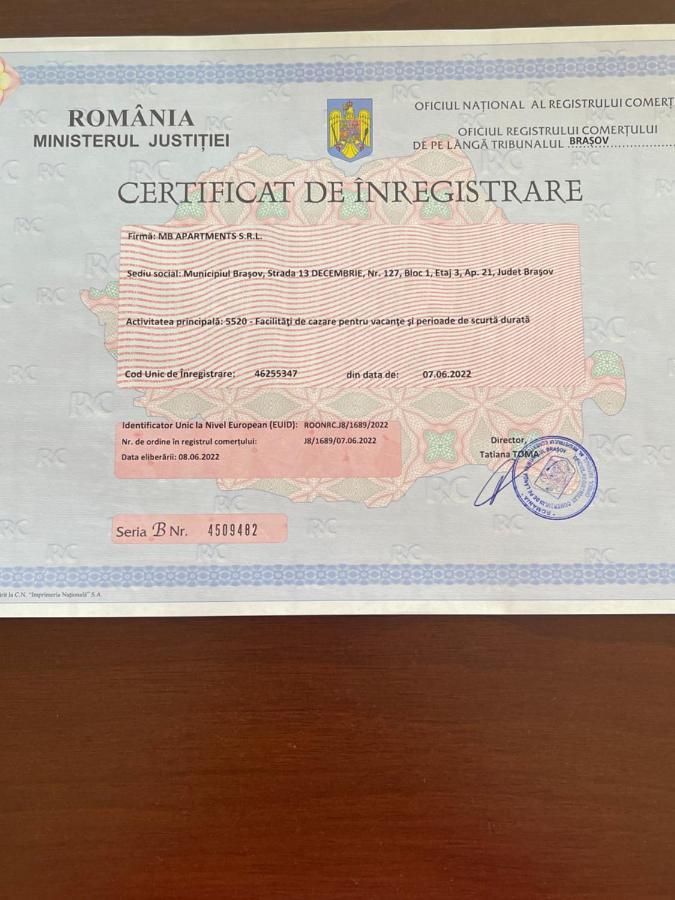 ROMÂNIA
MINISTERUL JUSTIȚIEI
OFICIUL NAȚIONAL AL REGISTRULUI COMERȚ
OFICIUL REGISTRULUI COMERȚULUI
DE PE LÂNGĂ TRIBUNALUL BRAȘOV
CERTIFICAT DE ÎNREGISTRARE
Firmă: MB APARTMENTS S.R.L.
Sediu social: Municipiul Brașov, Strada 13 DECEMBRIE, Nr. 127, Bloc 1, Etaj 3, Ap. 21, Judet Brașov
Activitatea principală: 5520 - Facilități de cazare pentru vacanțe și perioade de scurtă durată
Cod Unic de Înregistrare: 46255347 din data de: 07.06.2022
Identificator Unic la Nivel European (EUID): ROONRC.J8/1689/2022
Nr. de ordine în registrul comerțului: J8/1689/07.06.2022
Data eliberării: 08.06.2022
Director,
Tatiana TOMA
Seria B Nr. 4509482
la C.N. "Imprimeria Națională" S.A.